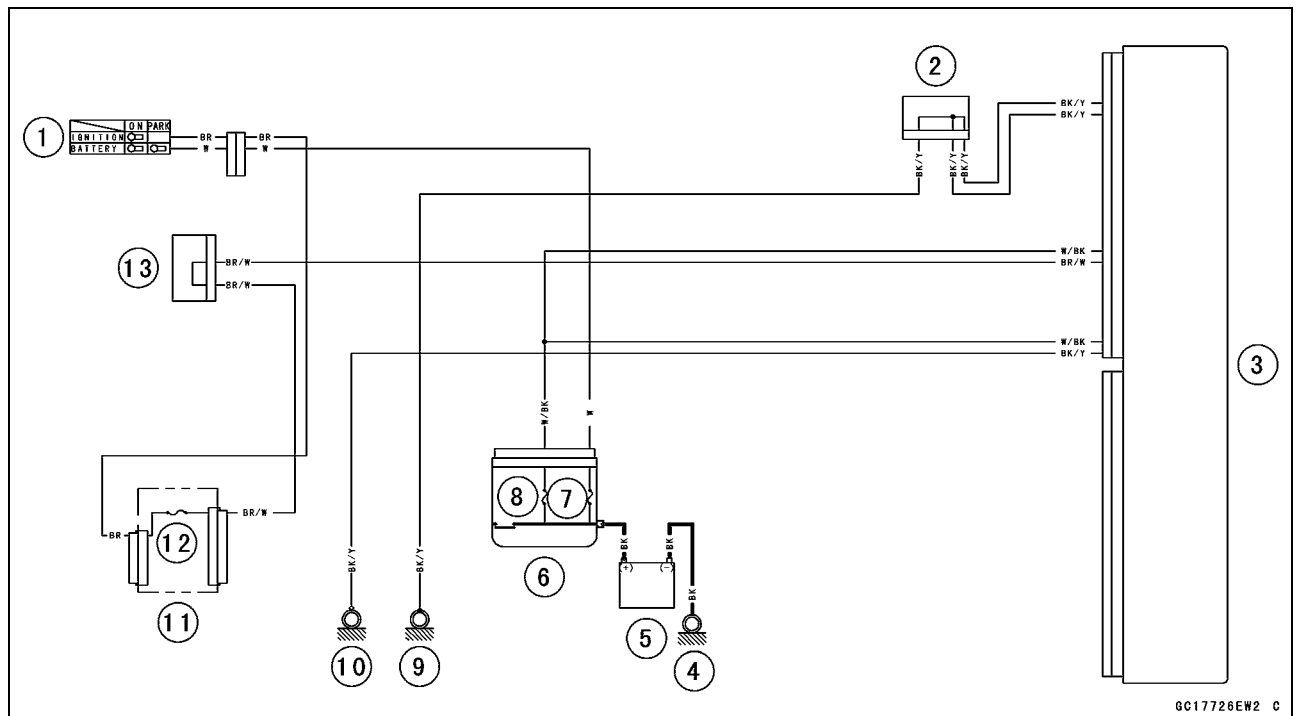 2
1
ON PARK
IGNITION
BATTERY
BR BR
W W
BK/Y
BK/Y
BK/Y
BK/Y
BK/Y
13
BR/W
BR/W
W/BK
BR/W
W/BK
BK/Y
3
W/BK
W
8 7
12
BR
BR/W
11
BK/Y
BK/Y
6
BK
BK
(+) (-)
BK
5
10
9
4
GC17726EW2 C